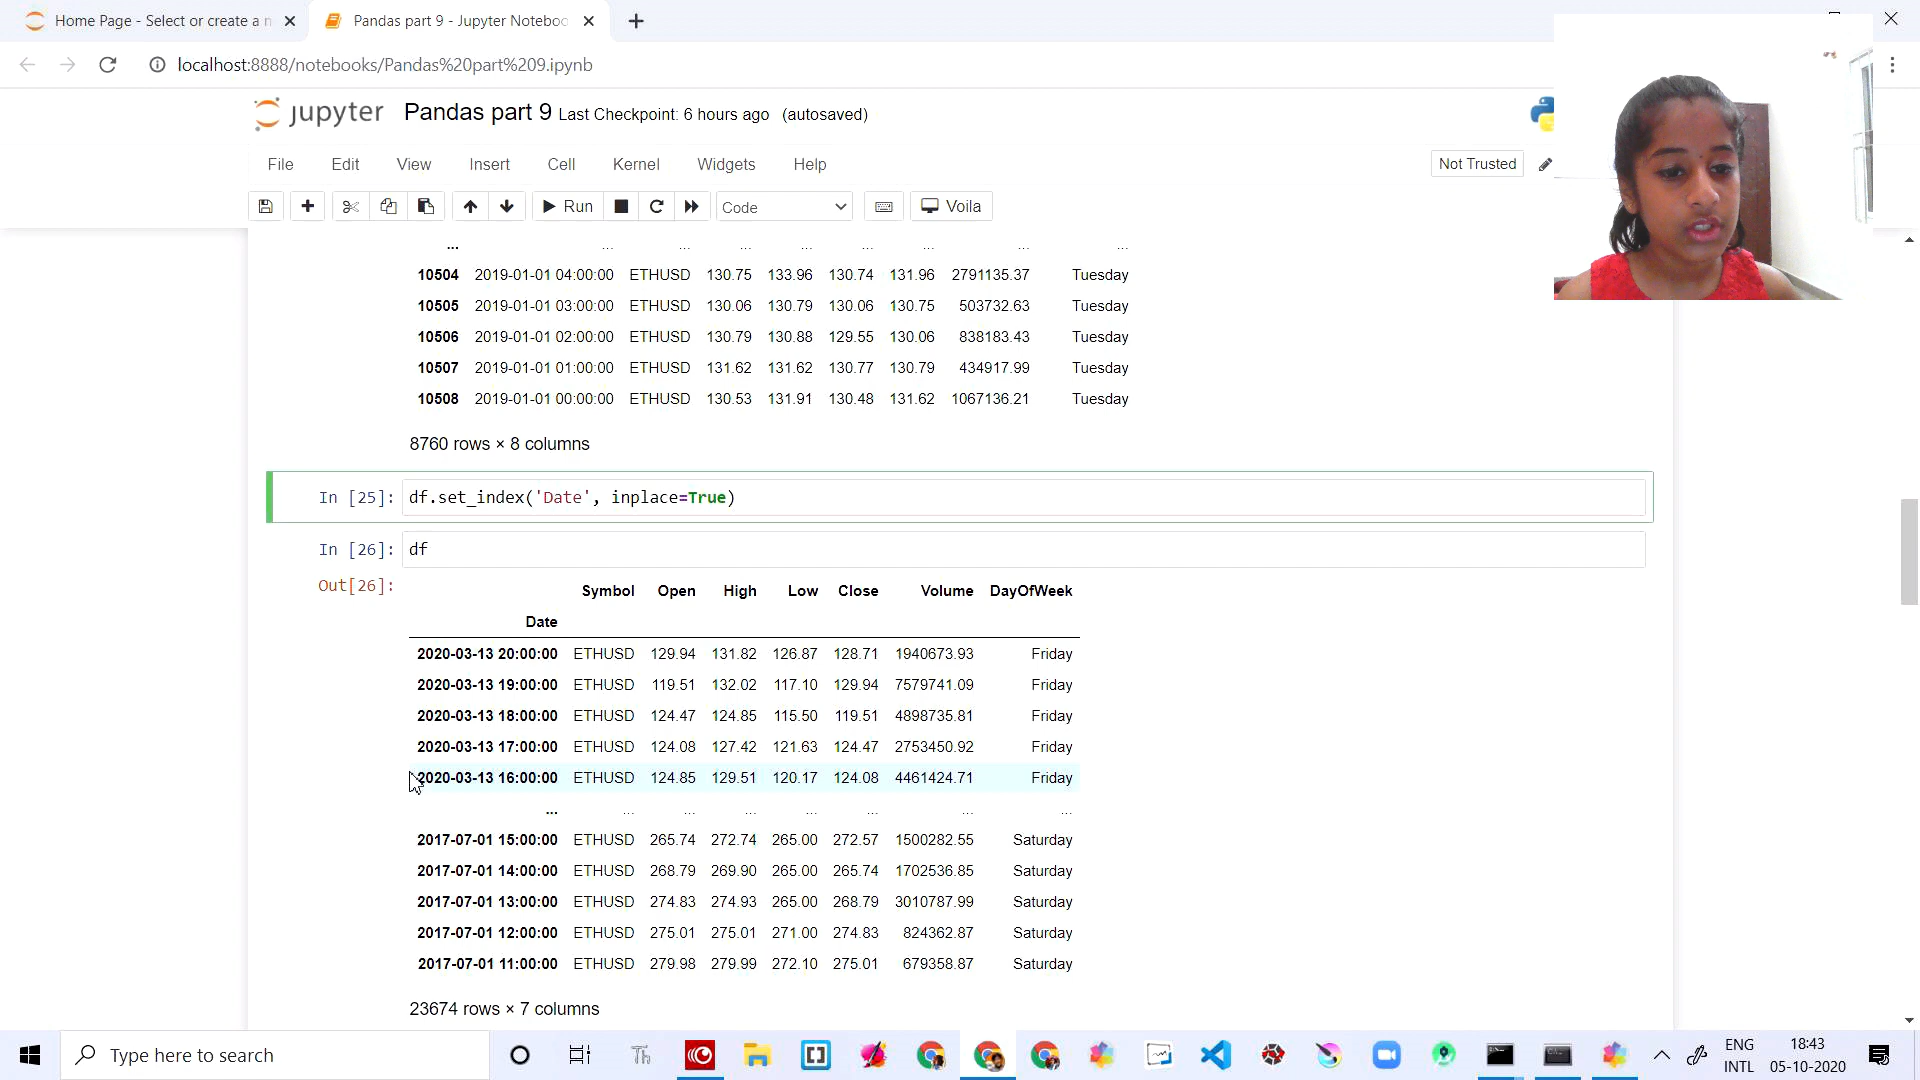 Home Page - Select or create a n
Pandas part 9 - Jupyter Noteboo
localhost:8888/notebooks/Pandas%20part%209.ipynb
jupyter Pandas part 9 Last Checkpoint: 6 hours ago (autosaved)
File Edit View Insert Cell Kernel Widgets Help Not Trusted
Run Code Voila
... ... ... ... ... ... ... ... ...
10504 2019-01-01 04:00:00 ETHUSD 130.75 133.96 130.74 131.96 2791135.37 Tuesday
10505 2019-01-01 03:00:00 ETHUSD 130.06 130.79 130.06 130.75 503732.63 Tuesday
10506 2019-01-01 02:00:00 ETHUSD 130.79 130.88 129.55 130.06 838183.43 Tuesday
10507 2019-01-01 01:00:00 ETHUSD 131.62 131.62 130.77 130.79 434917.99 Tuesday
10508 2019-01-01 00:00:00 ETHUSD 130.53 131.91 130.48 131.62 1067136.21 Tuesday
8760 rows × 8 columns
In [25]: df.set_index('Date', inplace=True)
In [26]: df
Out[26]:
Symbol Open High Low Close Volume DayOfWeek
Date
2020-03-13 20:00:00 ETHUSD 129.94 131.82 126.87 128.71 1940673.93 Friday
2020-03-13 19:00:00 ETHUSD 119.51 132.02 117.10 129.94 7579741.09 Friday
2020-03-13 18:00:00 ETHUSD 124.47 124.85 115.50 119.51 4898735.81 Friday
2020-03-13 17:00:00 ETHUSD 124.08 127.42 121.63 124.47 2753450.92 Friday
2020-03-13 16:00:00 ETHUSD 124.85 129.51 120.17 124.08 4461424.71 Friday
... ... ... ... ... ... ... ...
2017-07-01 15:00:00 ETHUSD 265.74 272.74 265.00 272.57 1500282.55 Saturday
2017-07-01 14:00:00 ETHUSD 268.79 269.90 265.00 265.74 1702536.85 Saturday
2017-07-01 13:00:00 ETHUSD 274.83 274.93 265.00 268.79 3010787.99 Saturday
2017-07-01 12:00:00 ETHUSD 275.01 275.01 271.00 274.83 824362.87 Saturday
2017-07-01 11:00:00 ETHUSD 279.98 279.99 272.10 275.01 679358.87 Saturday
23674 rows × 7 columns
Type here to search
ENG
INTL
18:43
05-10-2020